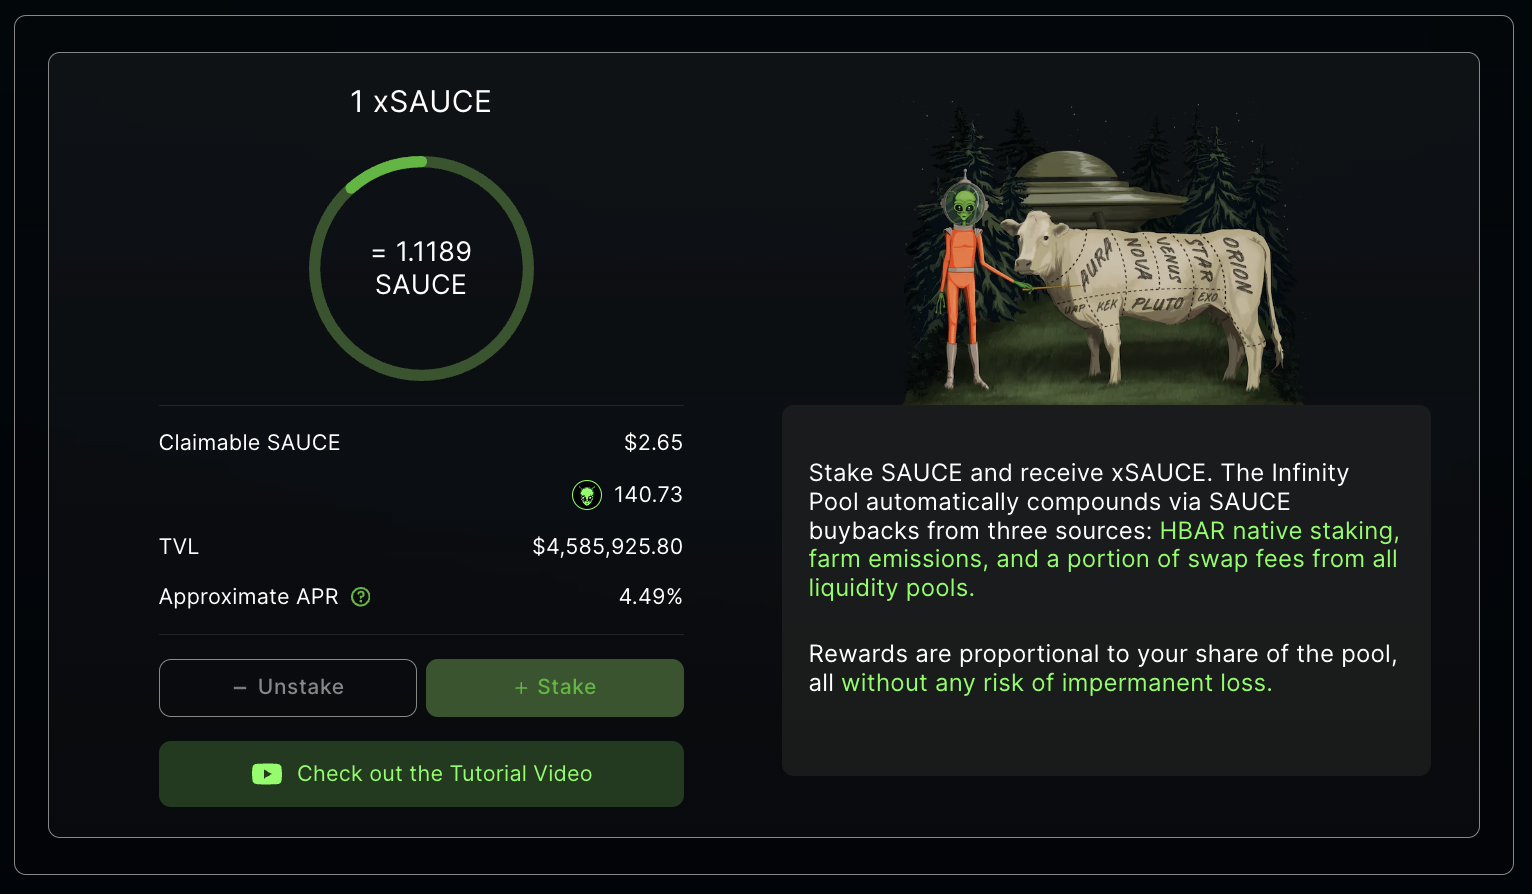 1 xSAUCE
= 1.1189
SAUCE
Claimable SAUCE $2.65
140.73
TVL $4,585,925.80
Approximate APR ? 4.49%
− Unstake + Stake
Check out the Tutorial Video
AURA NOVA VENUS STAR ORION
UAP KEK PLUTO EXO
Stake SAUCE and receive xSAUCE. The Infinity
Pool automatically compounds via SAUCE
buybacks from three sources: HBAR native staking,
farm emissions, and a portion of swap fees from all
liquidity pools.
Rewards are proportional to your share of the pool,
all without any risk of impermanent loss.